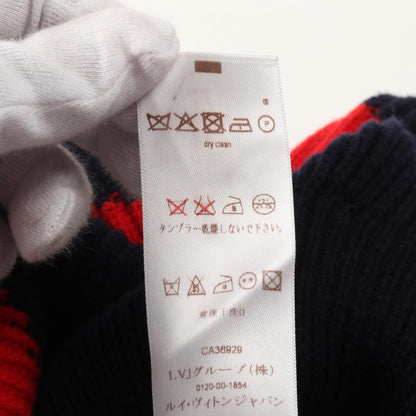 dry clean
タンブラー乾燥しないで下さい。
CA36929
LVJグループ(株)
0120-00-1854
ルイ・ヴィトンジャパン